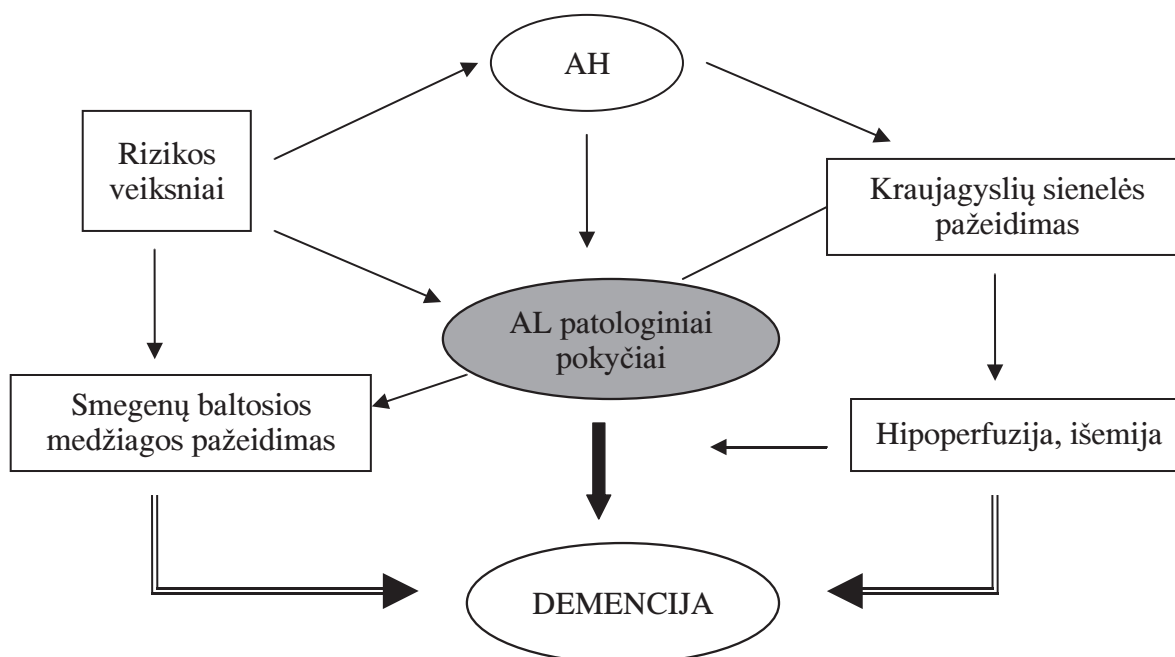 AH
Rizikos
veiksniai
Kraujagyslių sienelės
pažeidimas
AL patologiniai
pokyčiai
Smegenų baltosios
medžiagos pažeidimas
Hipoperfuzija, išemija
DEMENCIJA